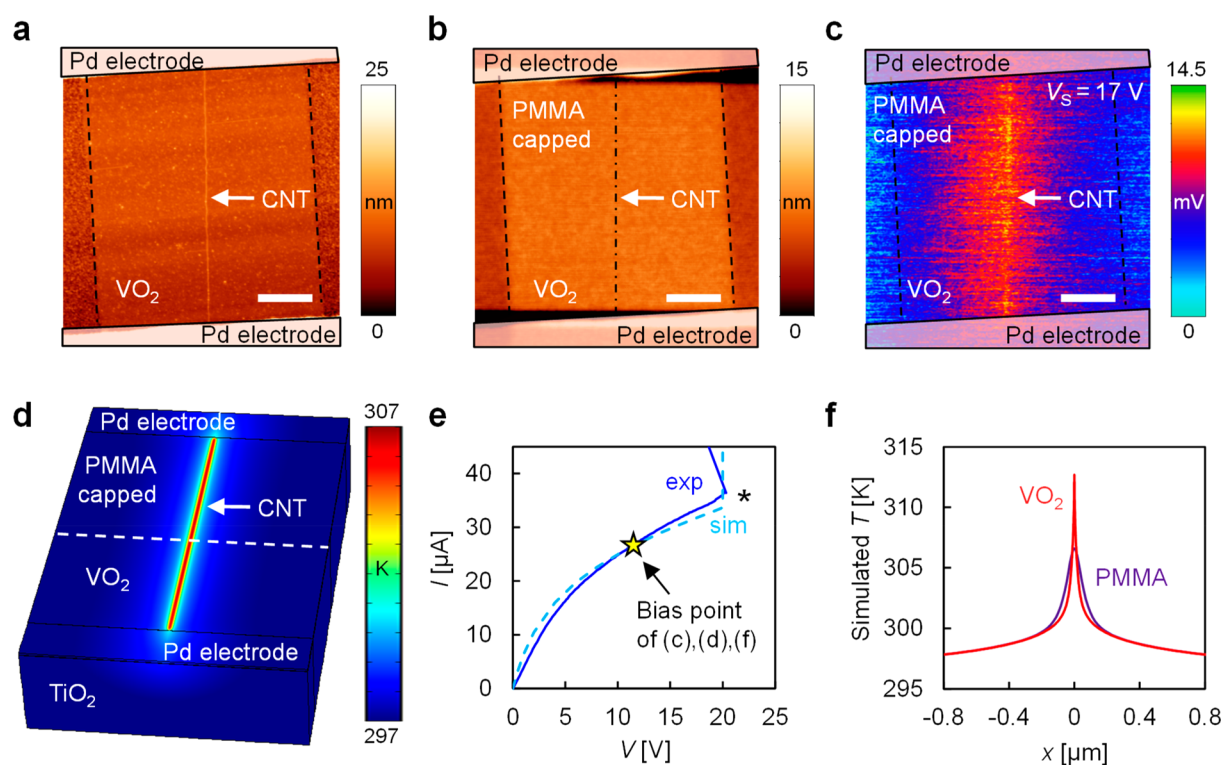 a
Pd electrode
25
nm
0
CNT
VO₂
Pd electrode
b
Pd electrode
15
nm
0
PMMA
capped
CNT
VO₂
c
Pd electrode
14.5
mV
0
V_S = 17 V
PMMA
capped
CNT
VO₂
Pd electrode
d
Pd electrode
307
K
297
PMMA
capped
CNT
VO₂
Pd electrode
TiO₂
e
I [µA]
40
30
20
10
0
exp
*
sim
Bias point
of (c),(d),(f)
0 5 10 15 20 25
V [V]
f
Simulated T [K]
315
310
305
300
295
VO₂
PMMA
-0.8 -0.4 0 0.4 0.8
x [µm]